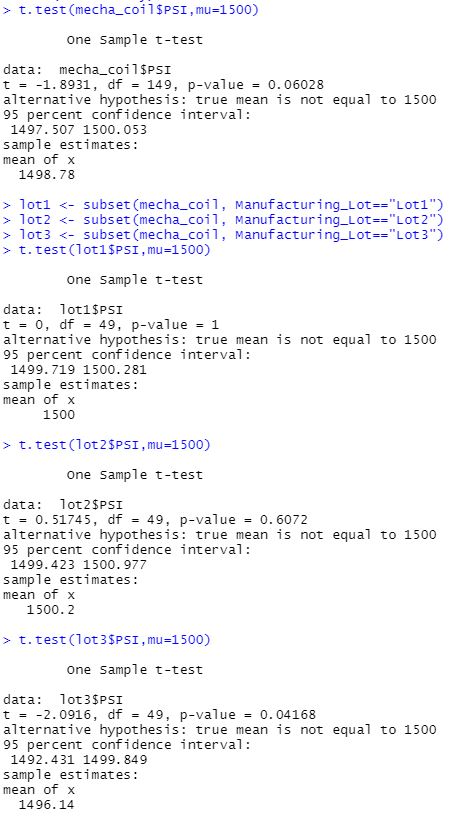 > t.test(mecha_coil$PSI,mu=1500)
One Sample t-test
data: mecha_coil$PSI
t = -1.8931, df = 149, p-value = 0.06028
alternative hypothesis: true mean is not equal to 1500
95 percent confidence interval:
1497.507 1500.053
sample estimates:
mean of x
1498.78
> lot1 <- subset(mecha_coil, Manufacturing_Lot=="Lot1")
> lot2 <- subset(mecha_coil, Manufacturing_Lot=="Lot2")
> lot3 <- subset(mecha_coil, Manufacturing_Lot=="Lot3")
> t.test(lot1$PSI,mu=1500)
One Sample t-test
data: lot1$PSI
t = 0, df = 49, p-value = 1
alternative hypothesis: true mean is not equal to 1500
95 percent confidence interval:
1499.719 1500.281
sample estimates:
mean of x
1500
> t.test(lot2$PSI,mu=1500)
One Sample t-test
data: lot2$PSI
t = 0.51745, df = 49, p-value = 0.6072
alternative hypothesis: true mean is not equal to 1500
95 percent confidence interval:
1499.423 1500.977
sample estimates:
mean of x
1500.2
> t.test(lot3$PSI,mu=1500)
One Sample t-test
data: lot3$PSI
t = -2.0916, df = 49, p-value = 0.04168
alternative hypothesis: true mean is not equal to 1500
95 percent confidence interval:
1492.431 1499.849
sample estimates:
mean of x
1496.14